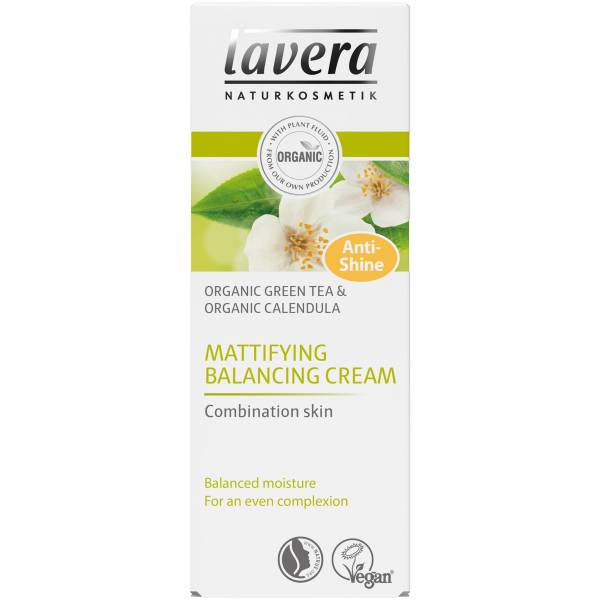 lavera
NATURKOSMETIK
WITH PLANT FLUID
ORGANIC
FROM OUR OWN PRODUCTION
Anti-
Shine
ORGANIC GREEN TEA &
ORGANIC CALENDULA
MATTIFYING
BALANCING CREAM
Combination skin
Balanced moisture
For an even complexion
Vegan